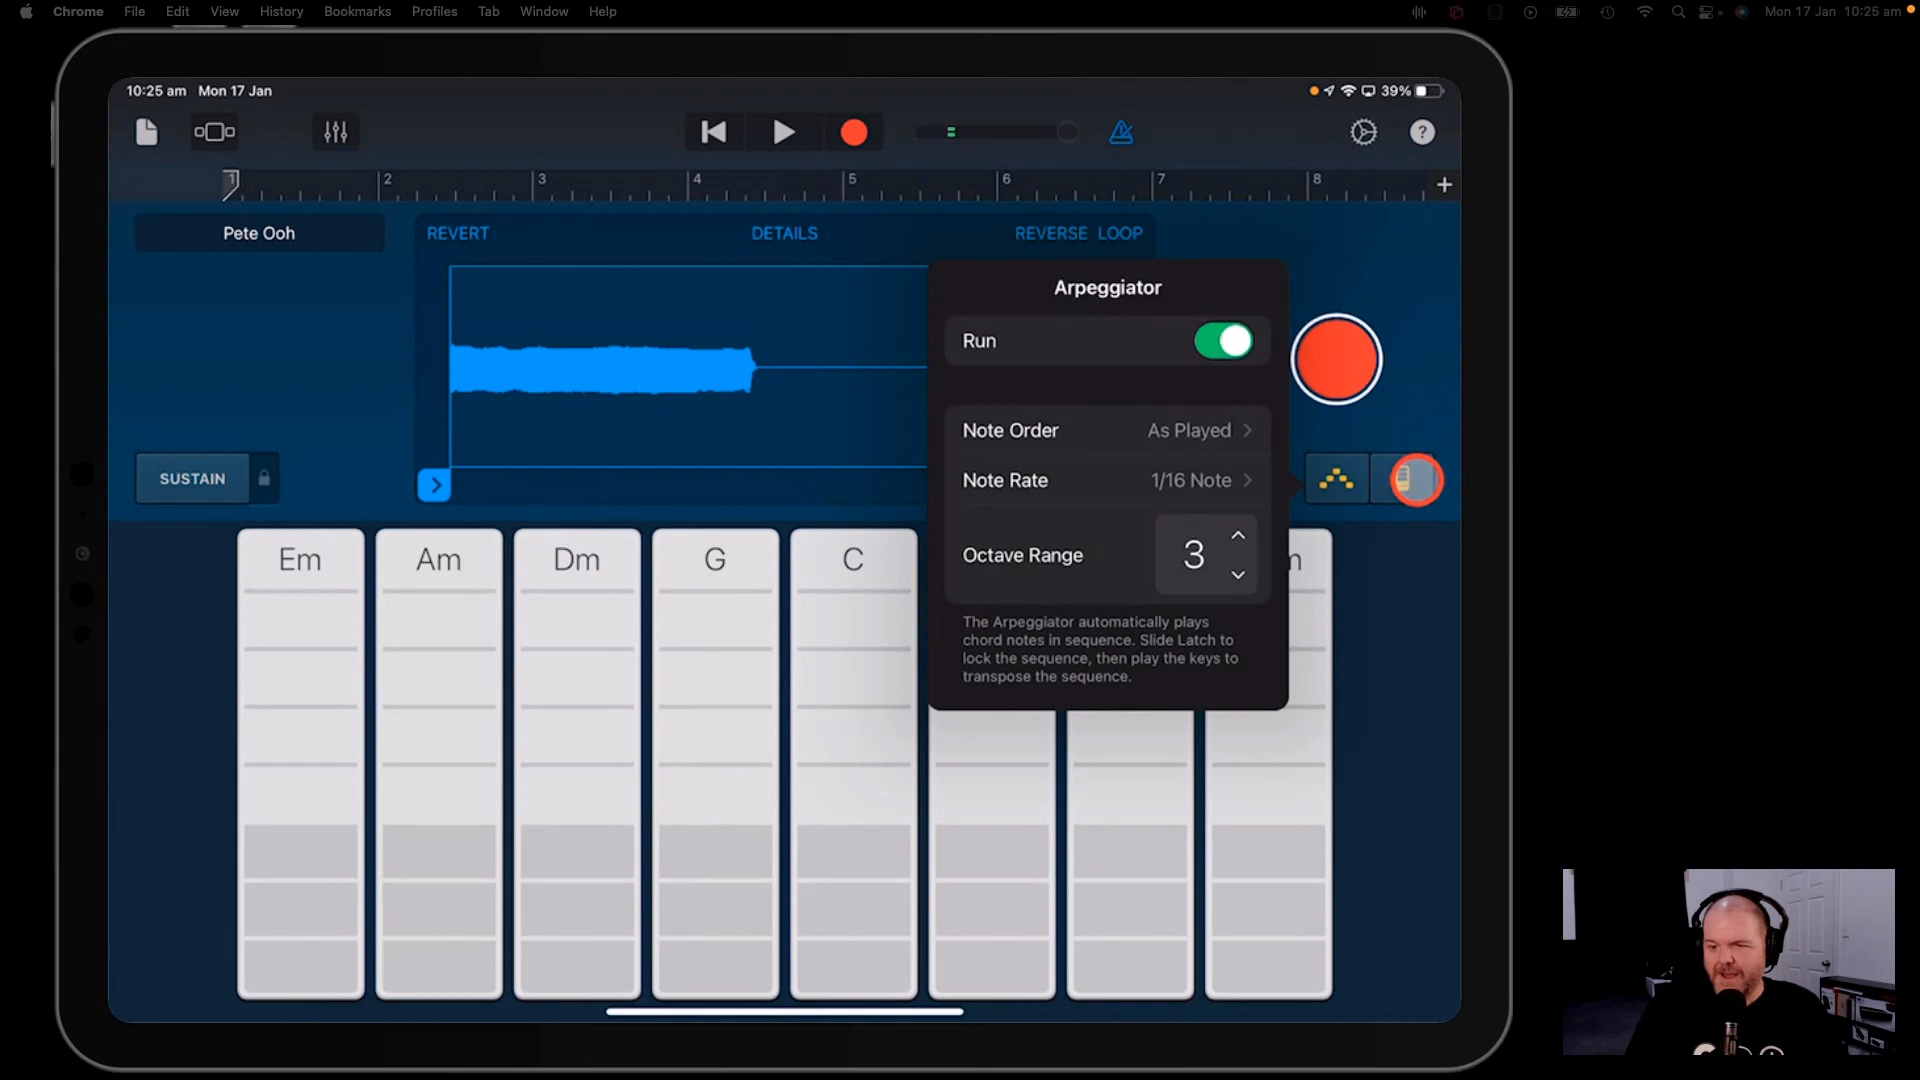 Chrome File Edit View History Bookmarks Profiles Tab Window Help Mon 17 Jan 10:25 am
10:25 am Mon 17 Jan 39%
1 2 3 4 5 6 7 8
Pete Ooh REVERT DETAILS REVERSE LOOP
Arpeggiator
Run
Note Order As Played
Note Rate 1/16 Note
SUSTAIN
Octave Range 3
Em Am Dm G C m
The Arpeggiator automatically plays
chord notes in sequence. Slide Latch to
lock the sequence, then play the keys to
transpose the sequence.